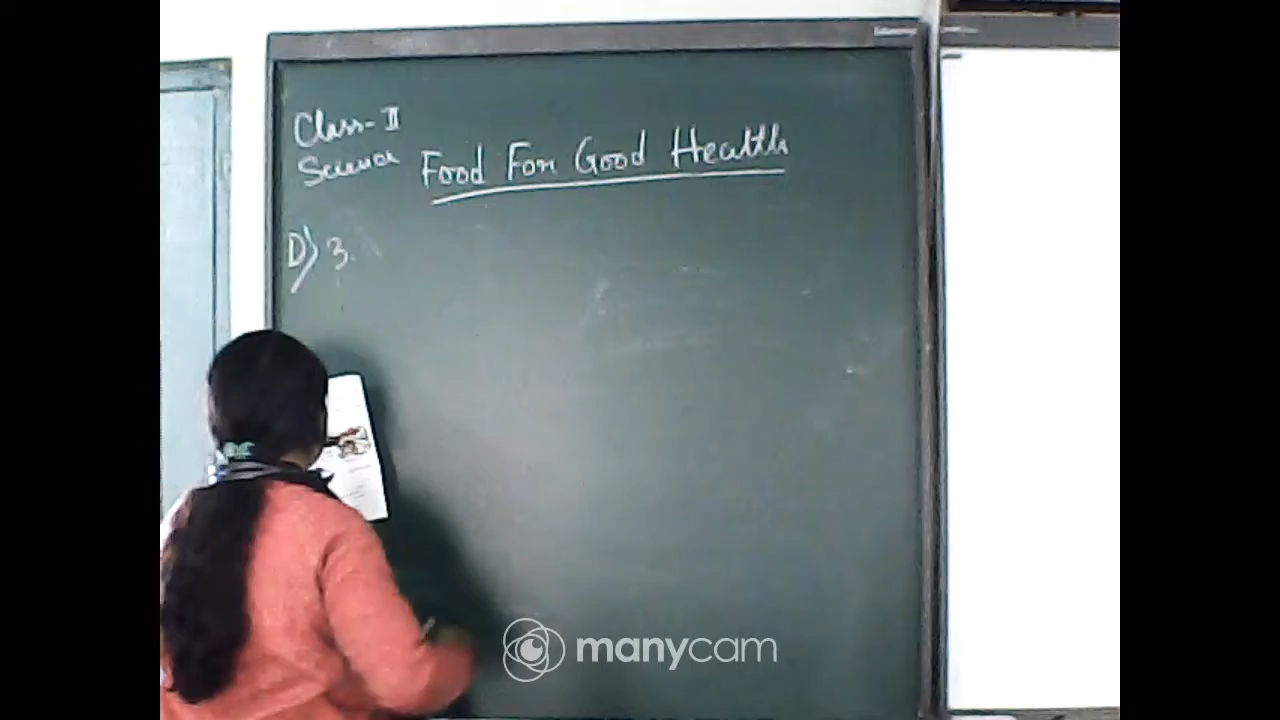 Class-II
Science
Food For Good Health
D) 3.
manycam